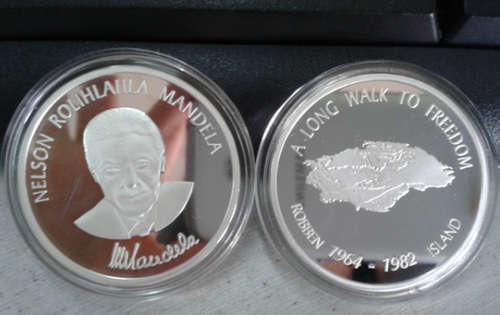 NELSON ROLIHLAHLA MANDELA
NMandela
A LONG WALK TO FREEDOM
ROBBEN ISLAND
1964 - 1982